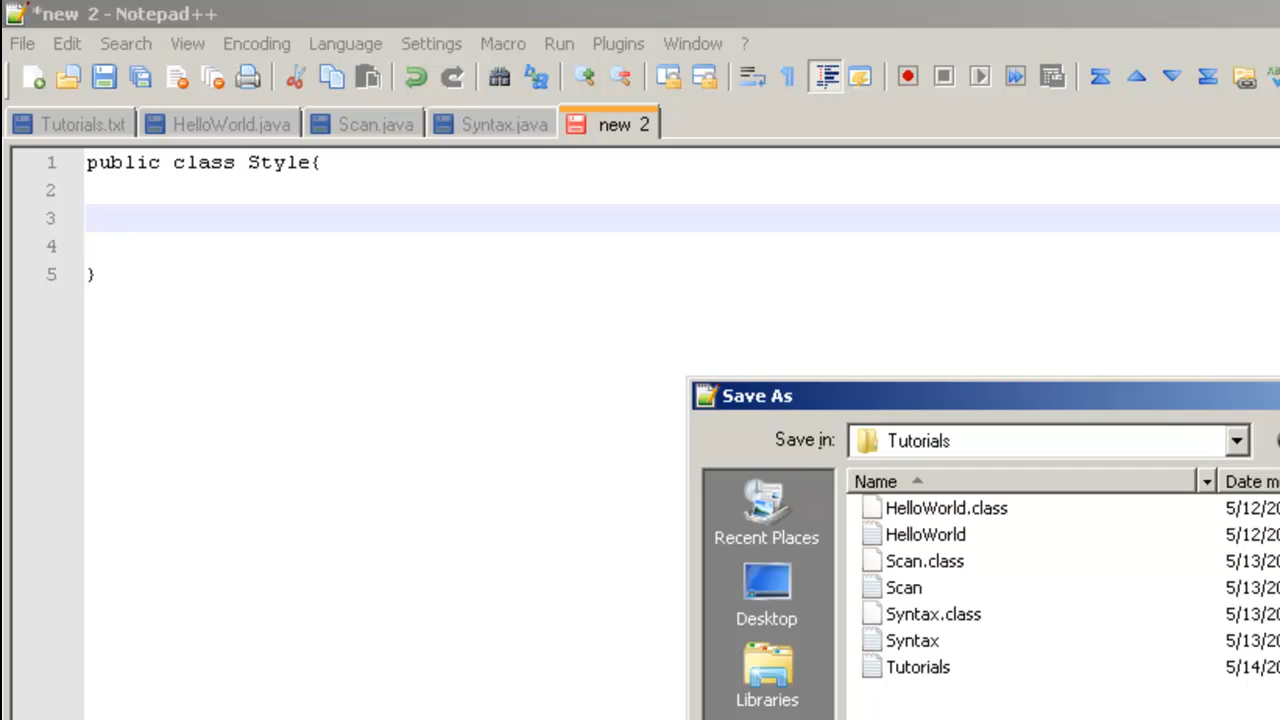 *new 2 - Notepad++
File Edit Search View Encoding Language Settings Macro Run Plugins Window ?
Tutorials.txt HelloWorld.java Scan.java Syntax.java new 2
1 public class Style{
2
3
4
5 }
Save As
Save in: Tutorials
Name Date m
HelloWorld.class 5/12/20
HelloWorld 5/12/20
Recent Places
Scan.class 5/13/20
Scan 5/13/20
Syntax.class 5/13/20
Desktop
Syntax 5/13/20
Tutorials 5/14/20
Libraries